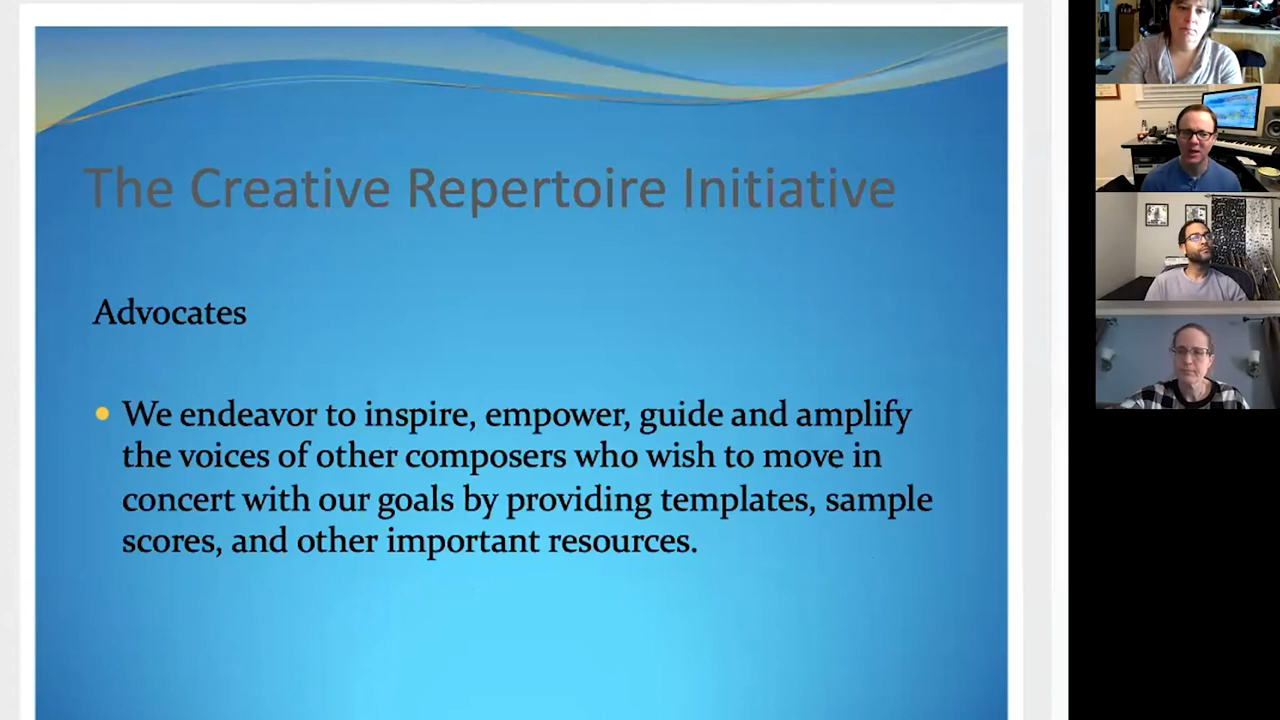 The Creative Repertoire Initiative
Advocates
We endeavor to inspire, empower, guide and amplify
the voices of other composers who wish to move in
concert with our goals by providing templates, sample
scores, and other important resources.